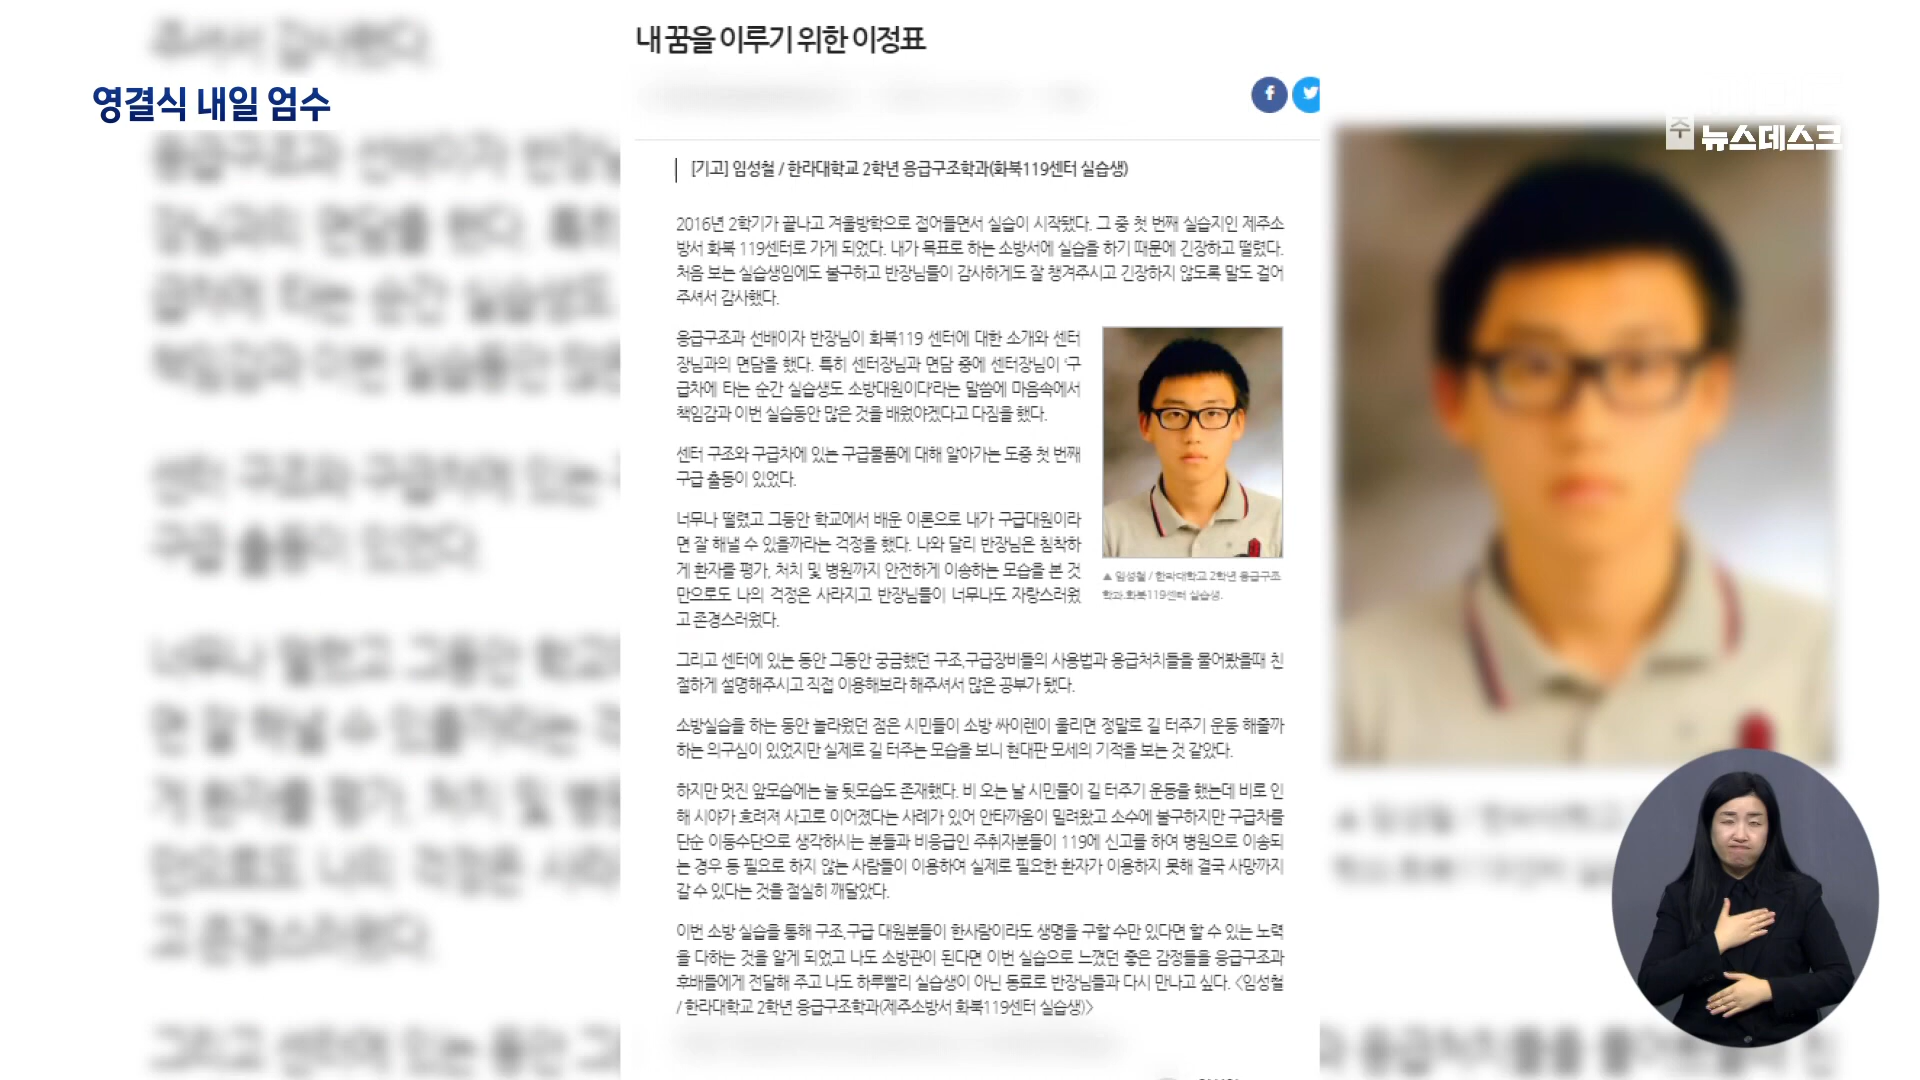 내 꿈을 이루기 위한 이정표
영결식 내일 엄수
주 뉴스데스크
[기고] 임성철 / 한라대학교 2학년 응급구조학과(화북119센터 실습생)
2016년 2학기가 끝나고 겨울방학으로 접어들면서 실습이 시작됐다. 그 중 첫 번째 실습지인 제주소
방서 화북 119센터로 가게 되었다. 내가 목표로 하는 소방서에 실습을 하기 때문에 긴장하고 떨렸다.
처음 보는 실습생임에도 불구하고 반장님들이 감사하게도 잘 챙겨주시고 긴장하지 않도록 말도 걸어
주셔서 감사했다.
응급구조과 선배이자 반장님이 화북119 센터에 대한 소개와 센터
장님과의 면담을 했다. 특히 센터장님과 면담 중에 센터장님이 '구
급차에 타는 순간 실습생도 소방대원이다'라는 말씀에 마음속에서
책임감과 이번 실습동안 많은 것을 배웠야겠다고 다짐을 했다.
센터 구조와 구급차에 있는 구급물품에 대해 알아가는 도중 첫 번째
구급 출동이 있었다.
너무나 떨렸고 그동안 학교에서 배운 이론으로 내가 구급대원이라
면 잘 해낼 수 있을까라는 걱정을 했다. 나와 달리 반장님은 침착하
게 환자를 평가, 처치 및 병원까지 안전하게 이송하는 모습을 본 것
만으로도 나의 걱정은 사라지고 반장님들이 너무나도 자랑스러웠
고 존경스러웠다.
▲ 임성철 / 한라대학교 2학년 응급구조
학과.화북119센터 실습생.
그리고 센터에 있는 동안 그동안 궁금했던 구조,구급장비들의 사용법과 응급처치들을 물어봤을때 친
절하게 설명해주시고 직접 이용해보라 해주셔서 많은 공부가 됐다.
소방실습을 하는 동안 놀라웠던 점은 시민들이 소방 싸이렌이 울리면 정말로 길 터주기 운동 해줄까
하는 의구심이 있었지만 실제로 길 터주는 모습을 보니 현대판 모세의 기적을 보는 것 같았다.
하지만 멋진 앞모습에는 늘 뒷모습도 존재했다. 비 오는 날 시민들이 길 터주기 운동을 했는데 비로 인
해 시야가 흐려져 사고로 이어졌다는 사례가 있어 안타까움이 밀려왔고 소수에 불구하지만 구급차를
단순 이동수단으로 생각하시는 분들과 비응급인 주취자분들이 119에 신고를 하여 병원으로 이송되
는 경우 등 필요로 하지 않는 사람들이 이용하여 실제로 필요한 환자가 이용하지 못해 결국 사망까지
갈 수 있다는 것을 절실히 깨달았다.
이번 소방 실습을 통해 구조,구급 대원분들이 한사람이라도 생명을 구할 수만 있다면 할 수 있는 노력
을 다하는 것을 알게 되었고 나도 소방관이 된다면 이번 실습으로 느꼈던 좋은 감정들을 응급구조과
후배들에게 전달해 주고 나도 하루빨리 실습생이 아닌 동료로 반장님들과 다시 만나고 싶다. <임성철
/ 한라대학교 2학년 응급구조학과(제주소방서 화북119센터 실습생)>